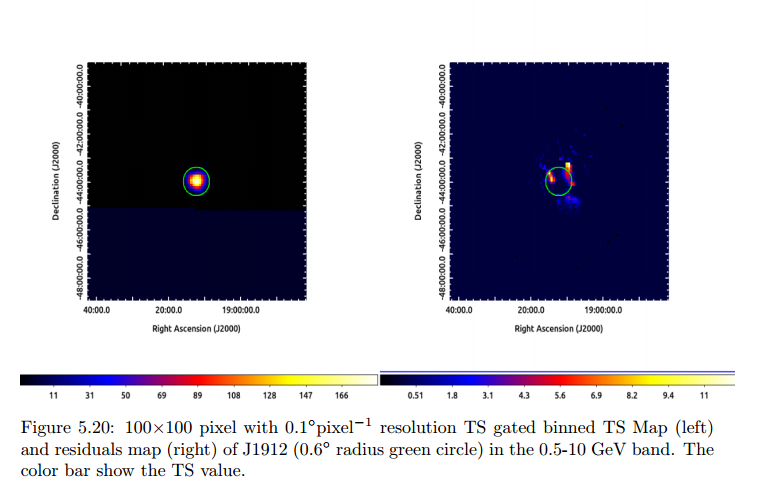 -40:00:00.0
-42:00:00.0
-44:00:00.0
-46:00:00.0
-48:00:00.0
Declination (J2000)
40:00.0 20:00.0 19:00:00.0
Right Ascension (J2000)
-40:00:00.0
-42:00:00.0
-44:00:00.0
-46:00:00.0
-48:00:00.0
Declination (J2000)
40:00.0 20:00.0 19:00:00.0
Right Ascension (J2000)
11 31 50 69 89 108 128 147 166
0.51 1.8 3.1 4.3 5.6 6.9 8.2 9.4 11
Figure 5.20: 100×100 pixel with 0.1°pixel⁻¹ resolution TS gated binned TS Map (left)
and residuals map (right) of J1912 (0.6° radius green circle) in the 0.5-10 GeV band. The
color bar show the TS value.